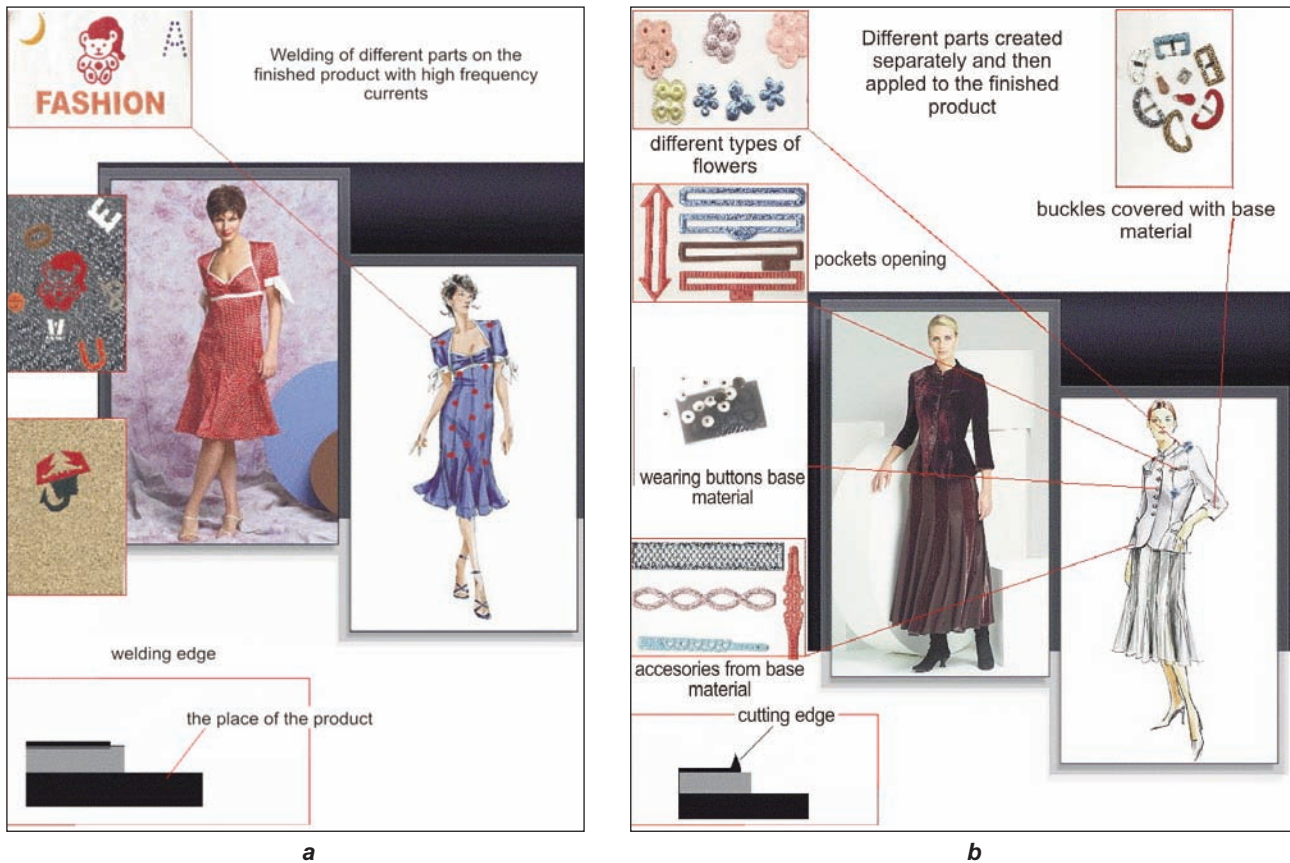 A
FASHION
Welding of different parts on the
finished product with high frequency
currents
E
U
welding edge
the place of the product
a
Different parts created
separately and then
appled to the finished
product
different types of
flowers
buckles covered with base
material
pockets opening
wearing buttons base
material
accesories from base
material
cutting edge
b